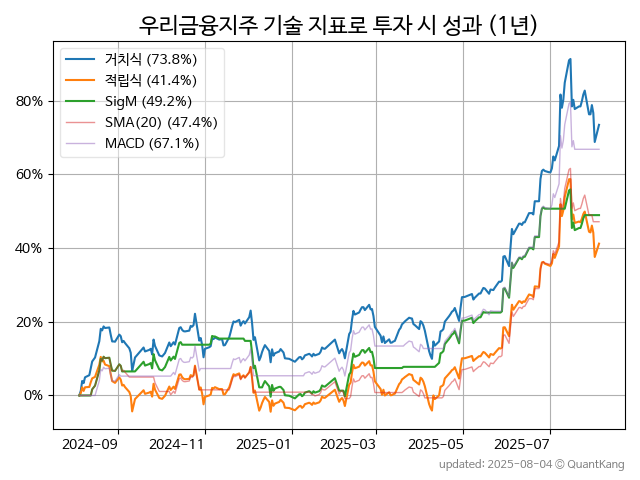 우리금융지주 기술 지표로 투자 시 성과 (1년)
거치식 (73.8%)
적립식 (41.4%)
SigM (49.2%)
SMA(20) (47.4%)
MACD (67.1%)
80%
60%
40%
20%
0%
2024-09 2024-11 2025-01 2025-03 2025-05 2025-07
updated: 2025-08-04 © QuantKang